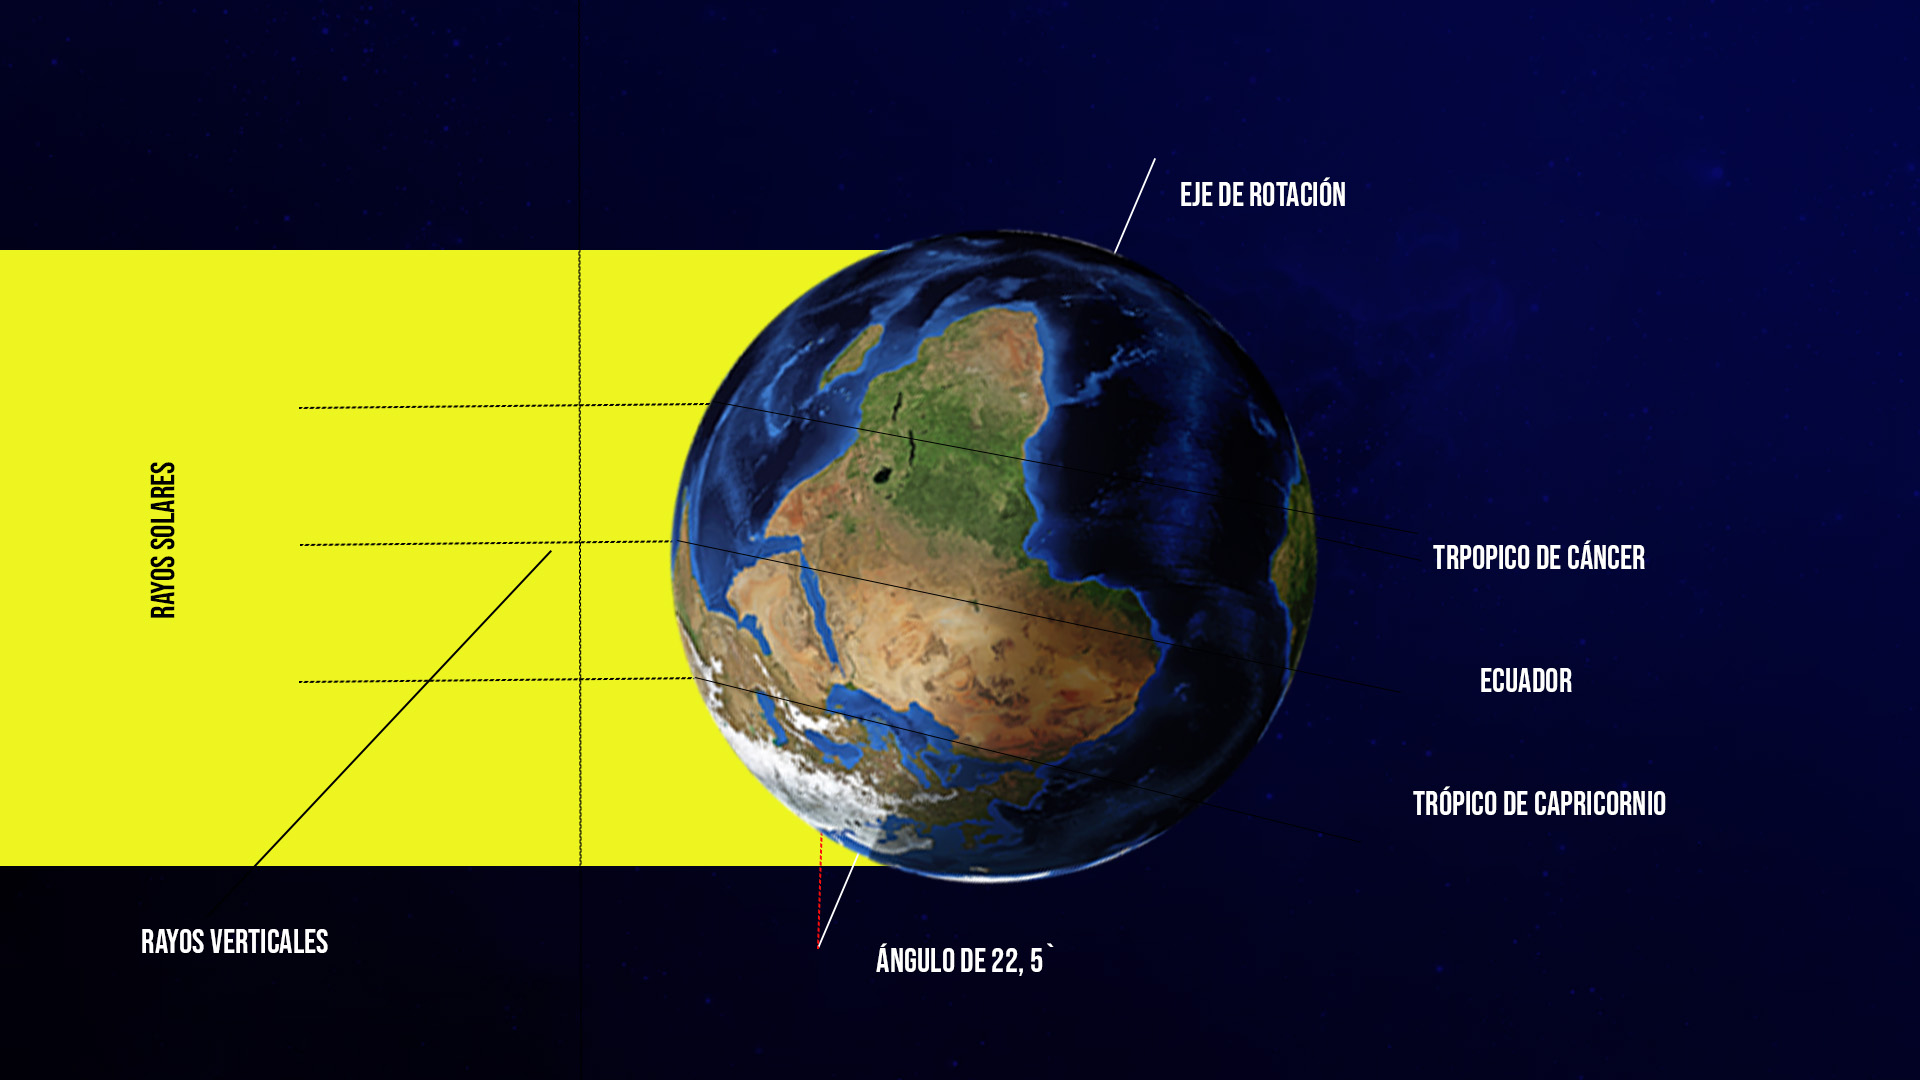 EJE DE ROTACIÓN
RAYOS SOLARES
TRPOPICO DE CÁNCER
ECUADOR
TRÓPICO DE CAPRICORNIO
RAYOS VERTICALES
ÁNGULO DE 22, 5`